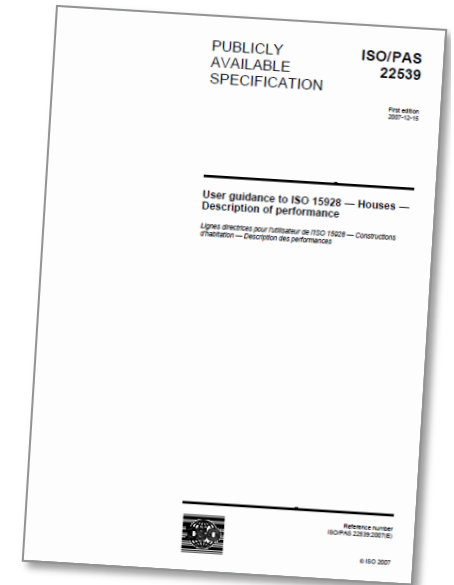 PUBLICLY
AVAILABLE
SPECIFICATION
ISO/PAS
22539
First edition
2007-12-15
User guidance to ISO 15928 — Houses —
Description of performance
Lignes directrices pour l'utilisateur de l'ISO 15928 — Constructions
d'habitation — Description des performances
Reference number
ISO/PAS 22539:2007(E)
© ISO 2007